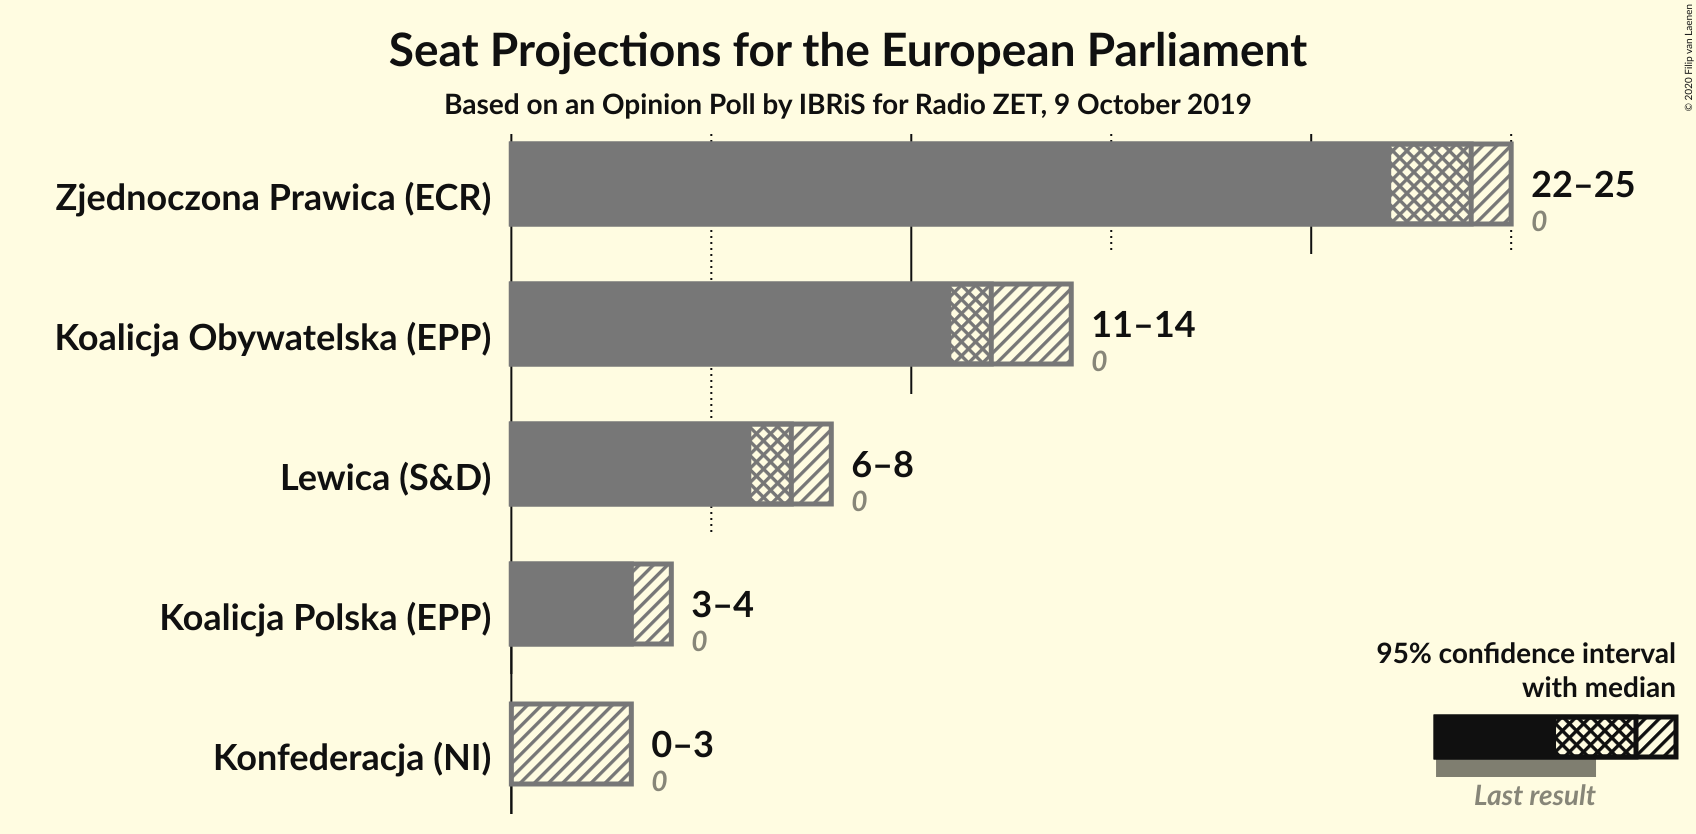 Seat Projections for the European Parliament
Based on an Opinion Poll by IBRiS for Radio ZET, 9 October 2019
© 2020 Filip van Laenen
Zjednoczona Prawica (ECR)
22–25
0
Koalicja Obywatelska (EPP)
11–14
0
Lewica (S&D)
6–8
0
Koalicja Polska (EPP)
3–4
0
Konfederacja (NI)
0–3
0
95% confidence interval
with median
Last result